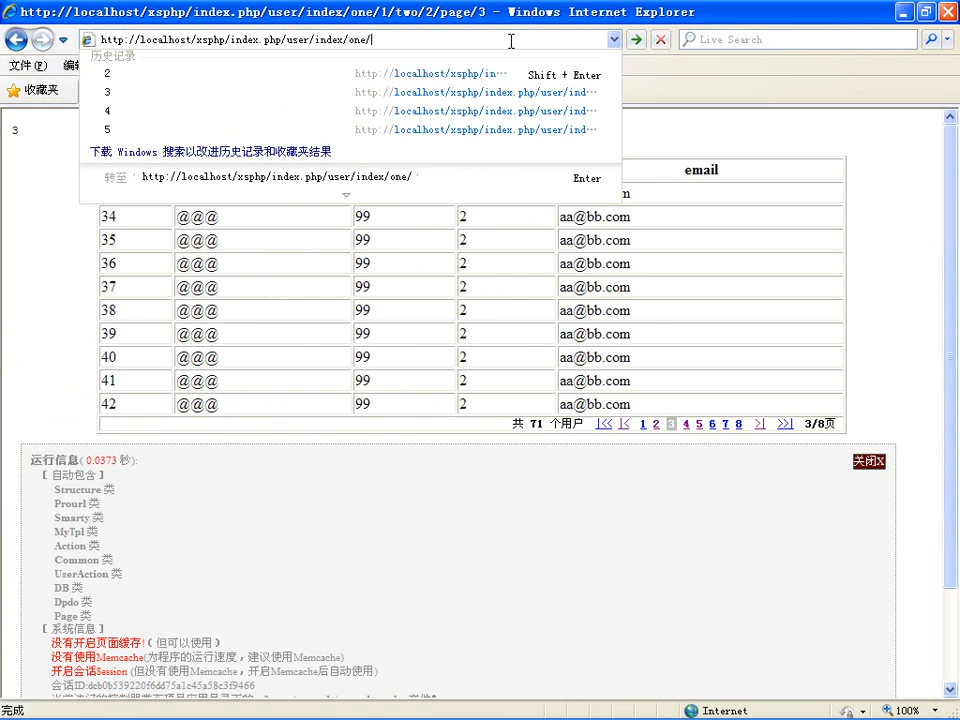 http://localhost/xsphp/index.php/user/index/one/1/two/2/page/3 - Windows Internet Explorer
http://localhost/xsphp/index.php/user/index/one/
Live Search
文件(F)
历史记录
2 http://localhost/xsphp/in… Shift + Enter
3 http://localhost/xsphp/index.php/user/ind…
收藏夹
4 http://localhost/xsphp/index.php/user/ind…
5 http://localhost/xsphp/index.php/user/ind…
3
下载 Windows 搜索以改进历史记录和收藏夹结果
email
转至 ' http://localhost/xsphp/index.php/user/index/one/ ' Enter
34 @@@ 99 2 aa@bb.com
35 @@@ 99 2 aa@bb.com
36 @@@ 99 2 aa@bb.com
37 @@@ 99 2 aa@bb.com
38 @@@ 99 2 aa@bb.com
39 @@@ 99 2 aa@bb.com
40 @@@ 99 2 aa@bb.com
41 @@@ 99 2 aa@bb.com
42 @@@ 99 2 aa@bb.com
共 71 个用户 |<< |< 1 2 3 4 5 6 7 8 >| >>| 3/8页
运行信息( 0.0373 秒):
关闭X
[ 自动包含 ]
Structure 类
Prourl 类
Smarty 类
MyTpl 类
Action 类
Common 类
UserAction 类
DB 类
Dpdo 类
Page 类
[ 系统信息 ]
没有开启页面缓存!( 但可以使用 )
没有使用Memcache(为程序的运行速度，建议使用Memcache)
开启会话Session (但没有使用Memcache，开启Memcache后自动使用)
会话ID:dcb0b539220f6dd75a1c45a58c3f9466
完成
Internet
100%